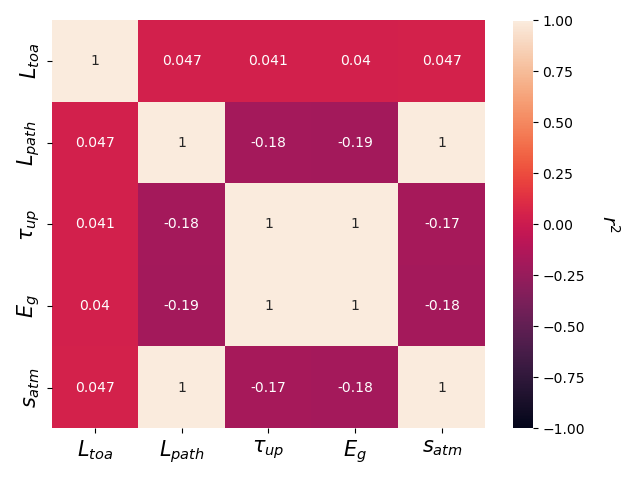 L_toa 1 0.047 0.041 0.04 0.047
L_path 0.047 1 -0.18 -0.19 1
τ_up 0.041 -0.18 1 1 -0.17
E_g 0.04 -0.19 1 1 -0.18
s_atm 0.047 1 -0.17 -0.18 1
L_toa L_path τ_up E_g s_atm
1.00
0.75
0.50
0.25
0.00
−0.25
−0.50
−0.75
−1.00
r²